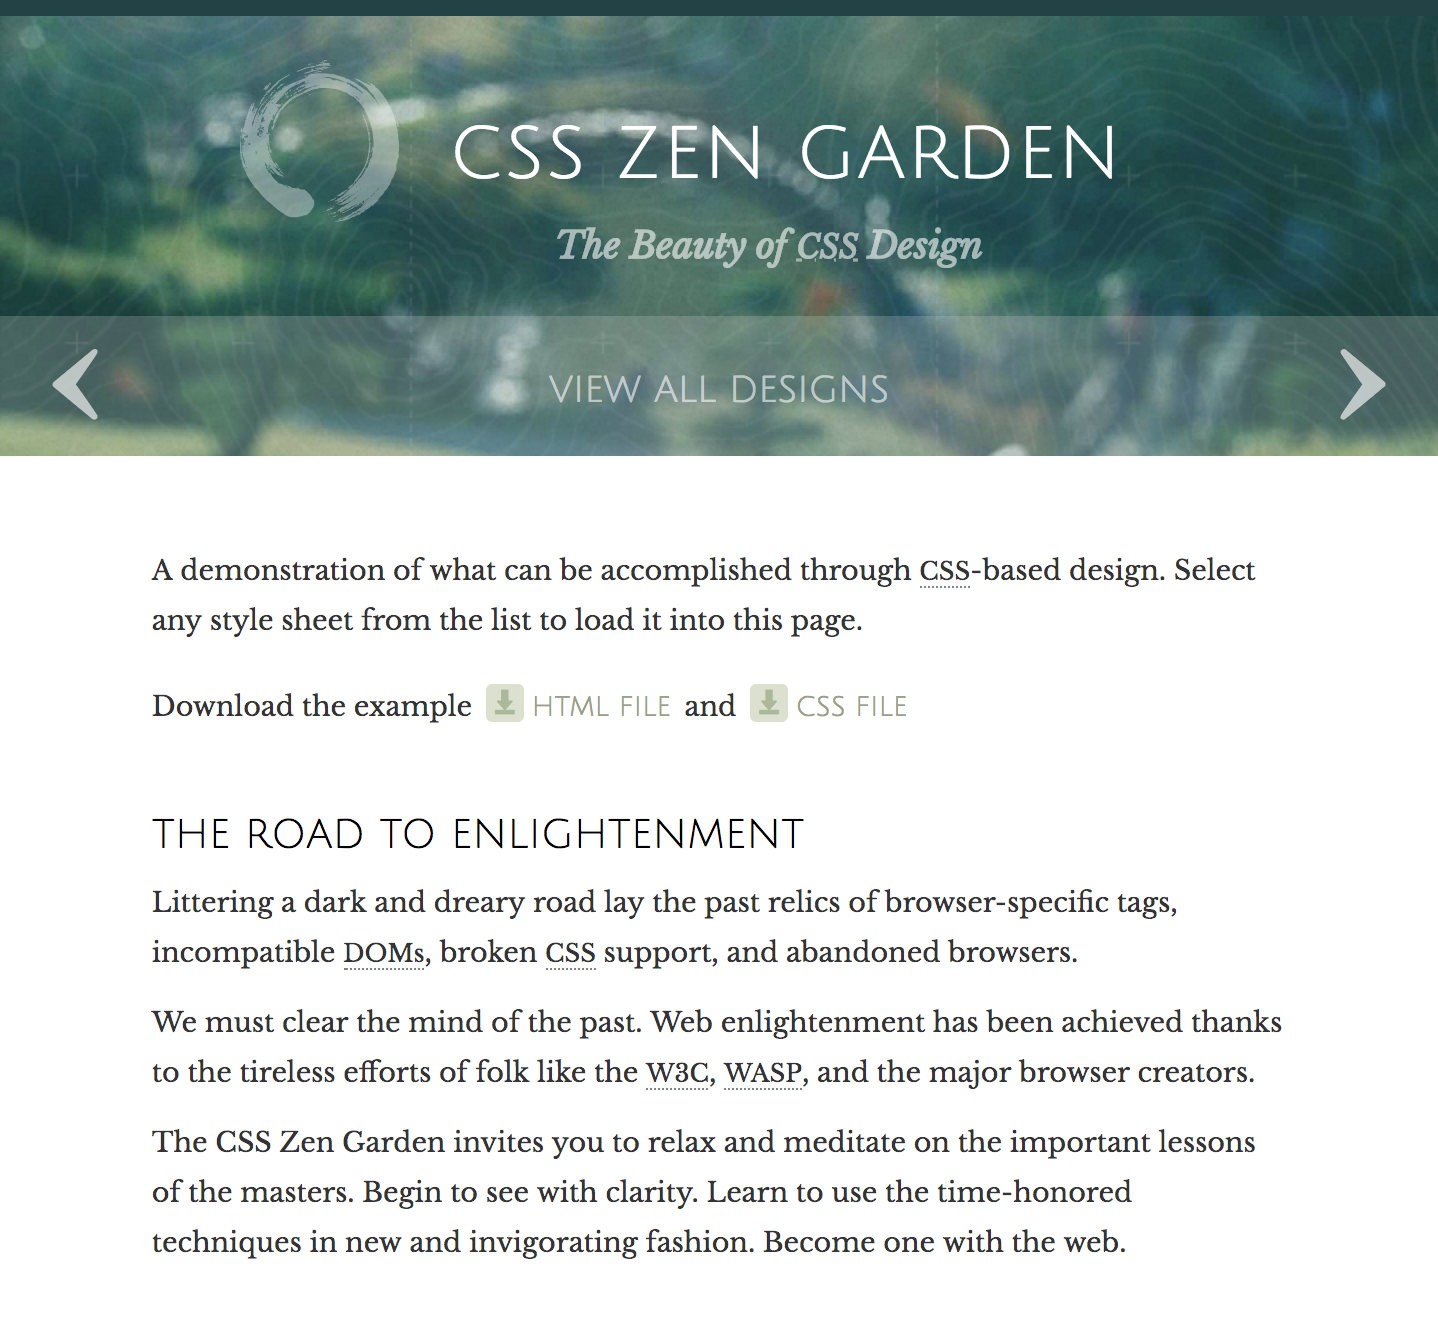 CSS ZEN GARDEN
The Beauty of CSS Design
VIEW ALL DESIGNS
A demonstration of what can be accomplished through CSS-based design. Select
any style sheet from the list to load it into this page.
Download the example HTML FILE and CSS FILE
THE ROAD TO ENLIGHTENMENT
Littering a dark and dreary road lay the past relics of browser-specific tags,
incompatible DOMs, broken CSS support, and abandoned browsers.
We must clear the mind of the past. Web enlightenment has been achieved thanks
to the tireless efforts of folk like the W3C, WASP, and the major browser creators.
The CSS Zen Garden invites you to relax and meditate on the important lessons
of the masters. Begin to see with clarity. Learn to use the time-honored
techniques in new and invigorating fashion. Become one with the web.